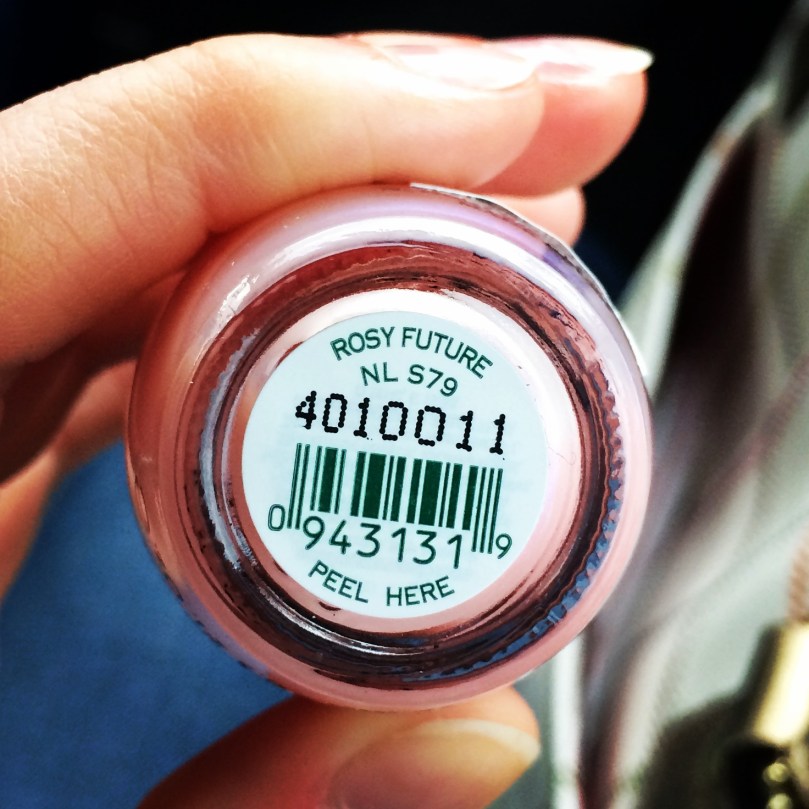 ROSY FUTURE
NL S79
4010011
0 943131 9
PEEL HERE